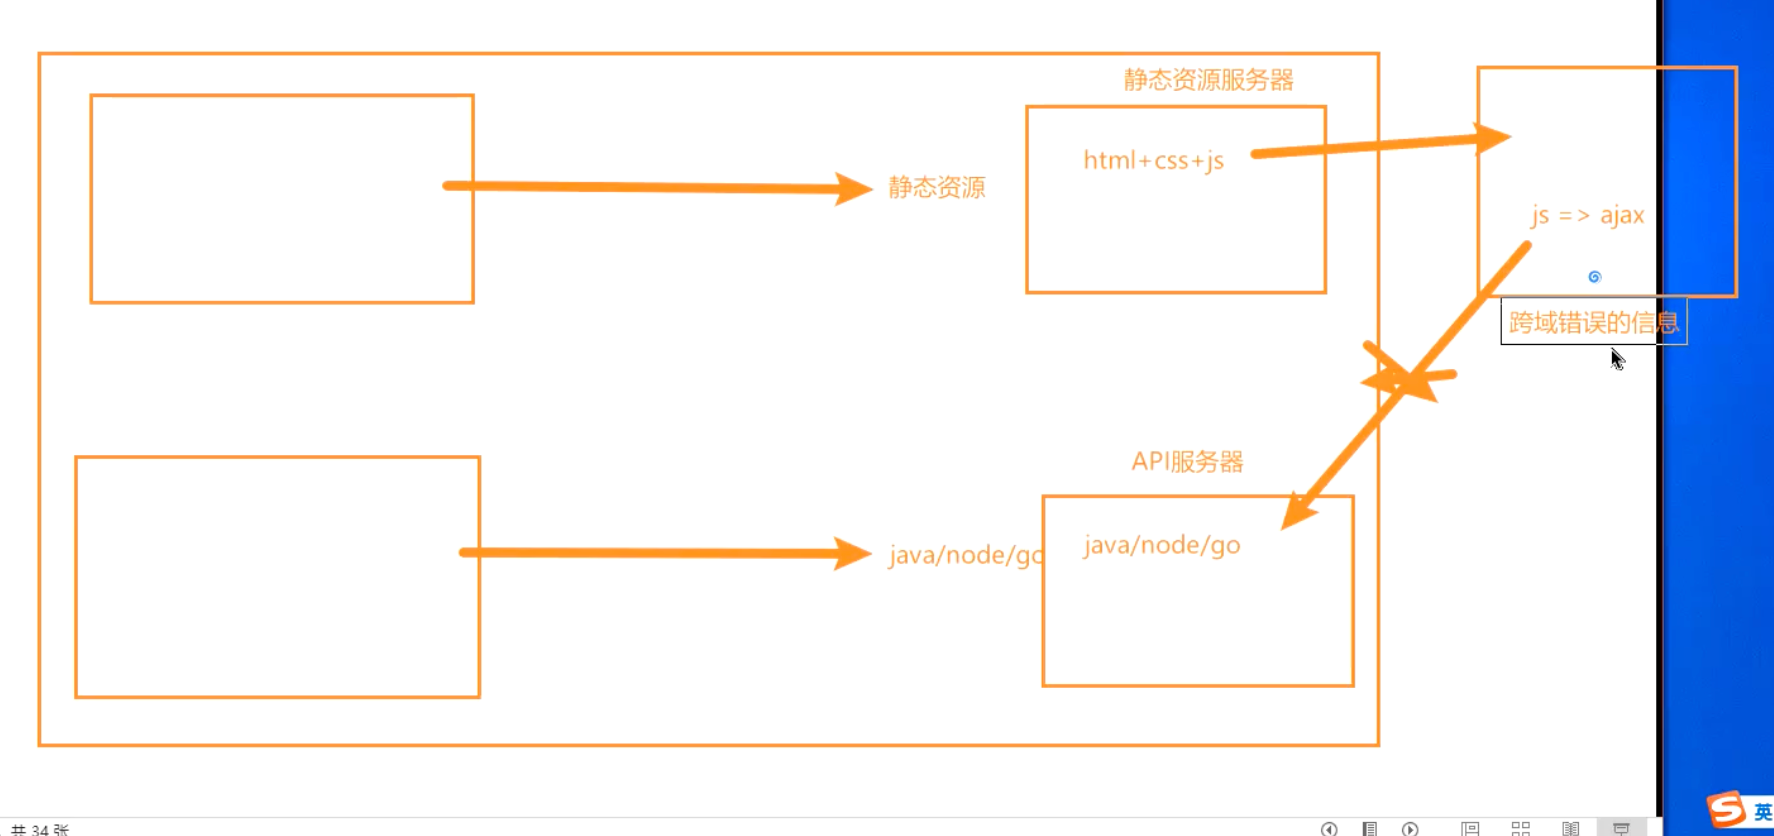 静态资源服务器
html+css+js
静态资源
js => ajax
跨域错误的信息
API服务器
java/node/go
java/node/go
共 34 张
英